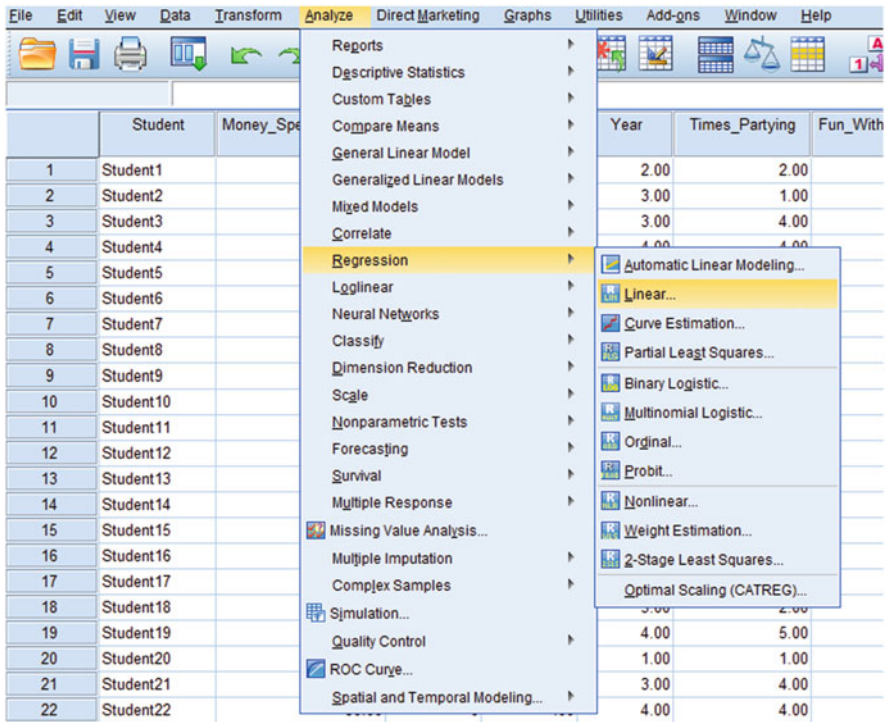 File Edit View Data Transform Analyze Direct Marketing Graphs Utilities Add-ons Window Help
Student Money_Spe Year Times_Partying Fun_With
Reports
Descriptive Statistics
Custom Tables
Compare Means
General Linear Model
Generalized Linear Models
Mixed Models
Correlate
Regression
Loglinear
Neural Networks
Classify
Dimension Reduction
Scale
Nonparametric Tests
Forecasting
Survival
Multiple Response
Missing Value Analysis...
Multiple Imputation
Complex Samples
Simulation...
Quality Control
ROC Curve...
Spatial and Temporal Modeling...
Automatic Linear Modeling...
Linear...
Curve Estimation...
Partial Least Squares...
Binary Logistic...
Multinomial Logistic...
Ordinal...
Probit...
Nonlinear...
Weight Estimation...
2-Stage Least Squares...
Optimal Scaling (CATREG)...
1 Student1 2.00 2.00
2 Student2 3.00 1.00
3 Student3 3.00 4.00
4 Student4 4.00 4.00
5 Student5
6 Student6
7 Student7
8 Student8
9 Student9
10 Student10
11 Student11
12 Student12
13 Student13
14 Student14
15 Student15
16 Student16
17 Student17
18 Student18 2.00
19 Student19 4.00 5.00
20 Student20 1.00 1.00
21 Student21 3.00 4.00
22 Student22 4.00 4.00